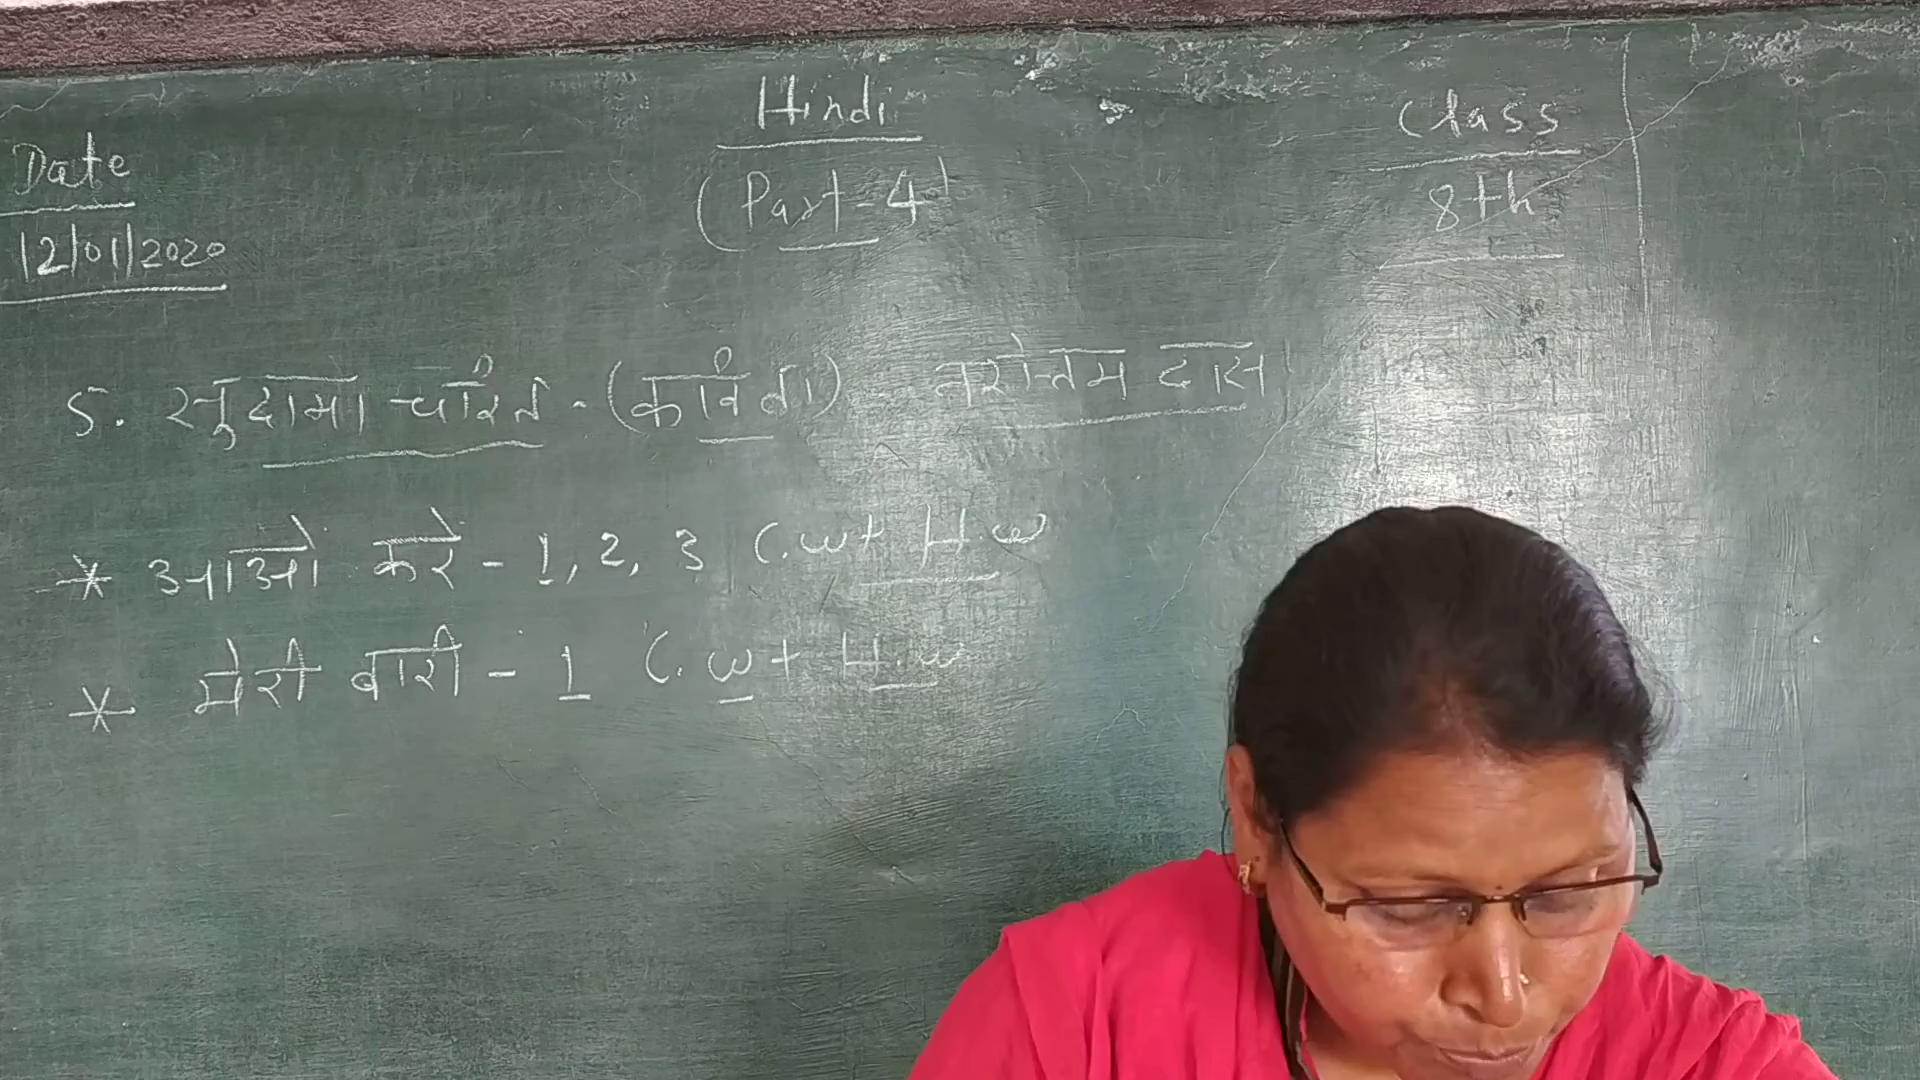 Hindi
Class
Date
(Part-4)
8th
12/01/2020
5. सुदामा चरित - (कविता) नरोत्तम दास
* आओ करे - 1, 2, 3 C.w + H.w
* मेरी बारी - 1 C.w + H.w